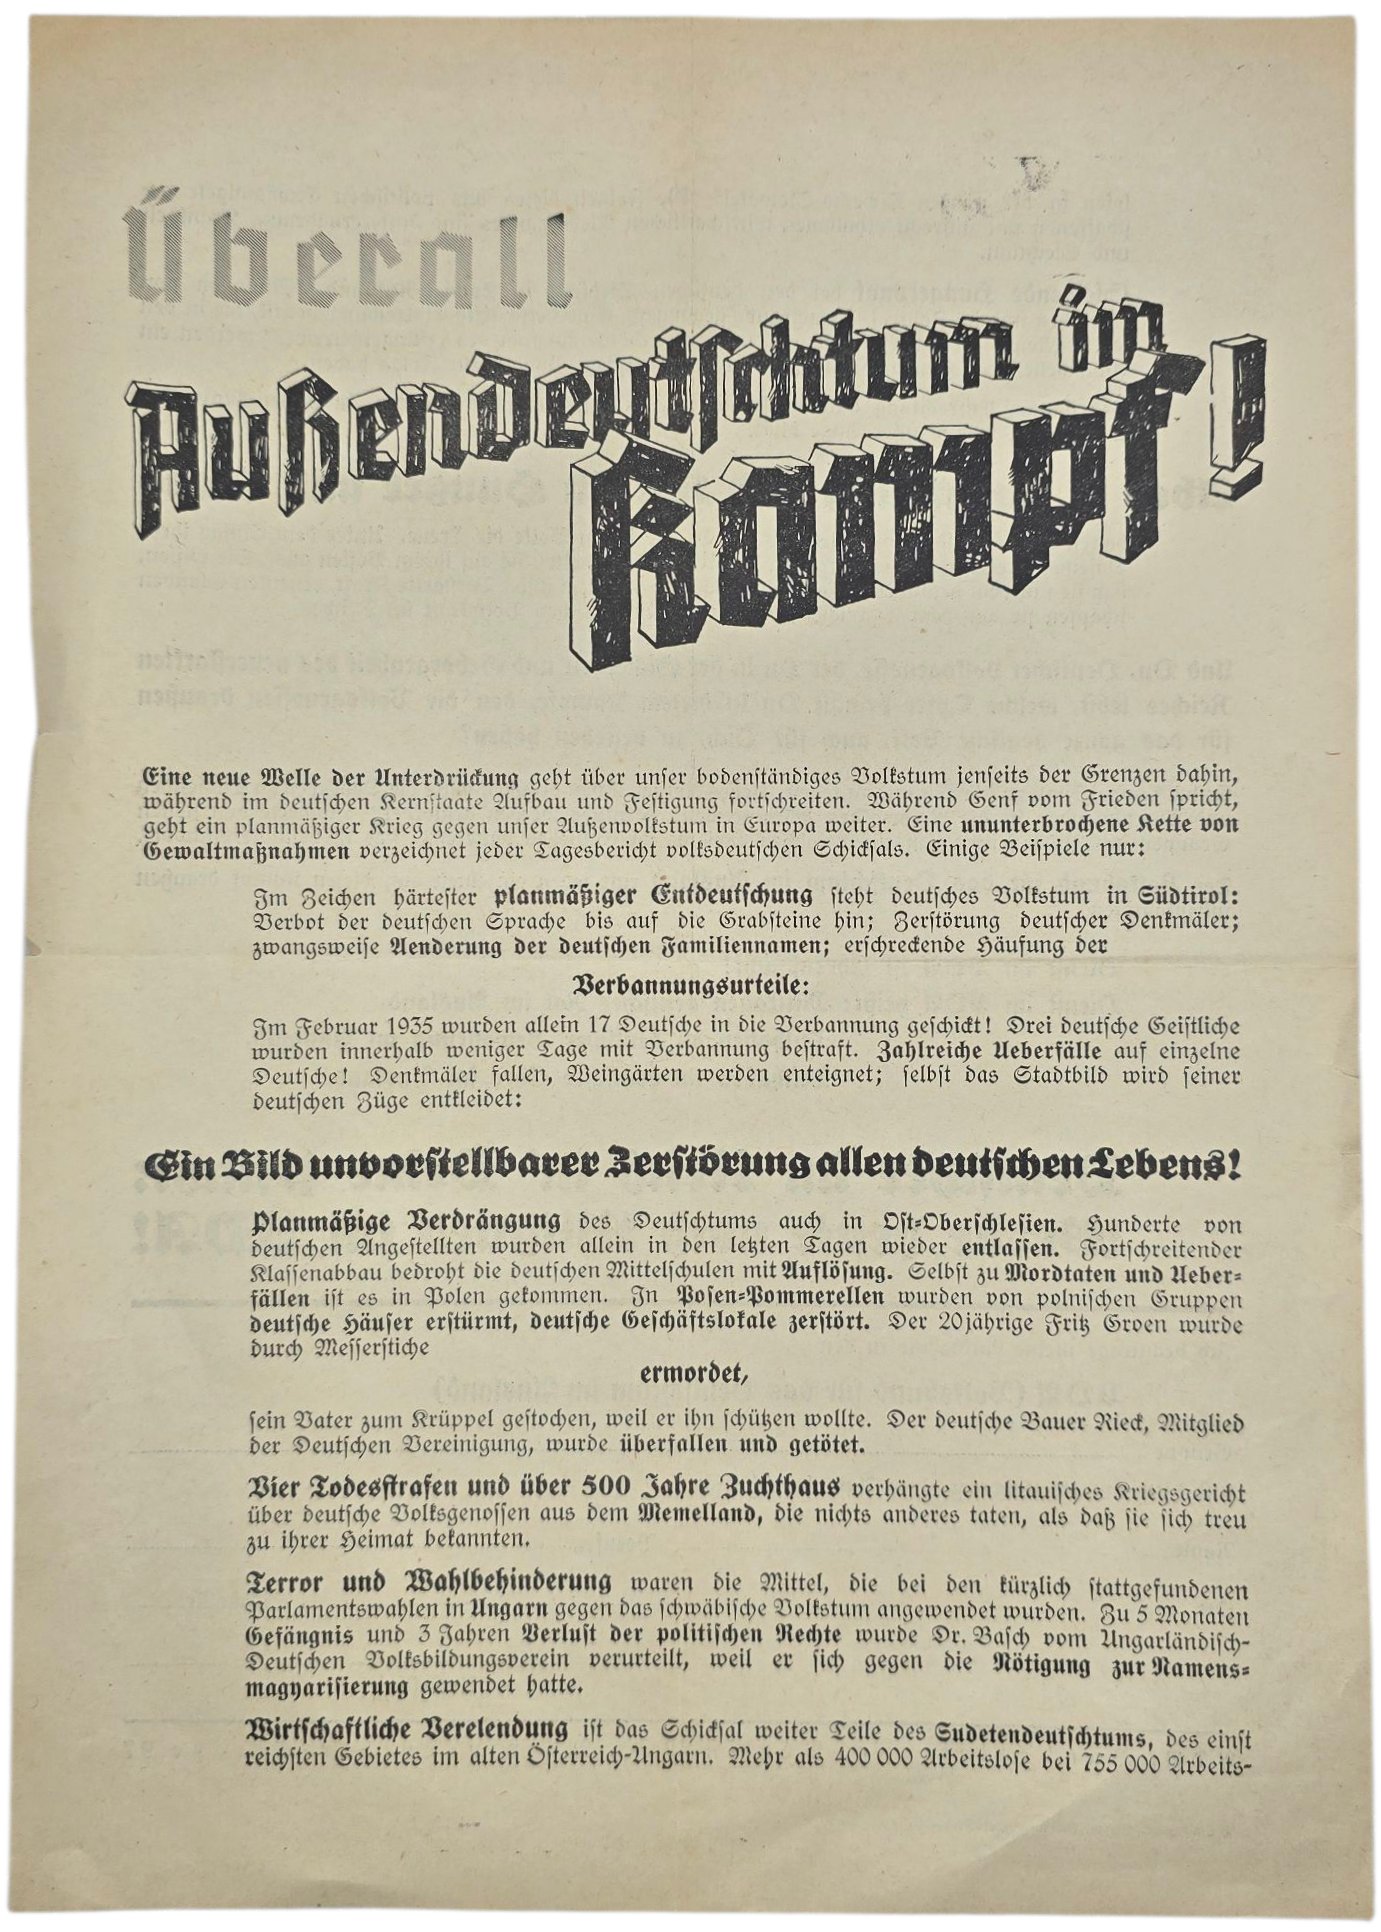 Überall
Außendeutschtum im
Kampf!
Eine neue Welle der Unterdrückung geht über unser bodenständiges Volkstum jenseits der Grenzen dahin,
während im deutschen Kernstaate Aufbau und Festigung fortschreiten. Während Genf vom Frieden spricht,
geht ein planmäßiger Krieg gegen unser Außenvolkstum in Europa weiter. Eine ununterbrochene Kette von
Gewaltmaßnahmen verzeichnet jeder Tagesbericht volksdeutschen Schicksals. Einige Beispiele nur:
Im Zeichen härtester planmäßiger Entdeutschung steht deutsches Volkstum in Südtirol:
Verbot der deutschen Sprache bis auf die Grabsteine hin; Zerstörung deutscher Denkmäler;
zwangsweise Aenderung der deutschen Familiennamen; erschreckende Häufung der
Verbannungsurteile:
Im Februar 1935 wurden allein 17 Deutsche in die Verbannung geschickt! Drei deutsche Geistliche
wurden innerhalb weniger Tage mit Verbannung bestraft. Zahlreiche Ueberfälle auf einzelne
Deutsche! Denkmäler fallen, Weingärten werden enteignet; selbst das Stadtbild wird seiner
deutschen Züge entkleidet:
Ein Bild unvorstellbarer Zerstörung allen deutschen Lebens!
Planmäßige Verdrängung des Deutschtums auch in Ost-Oberschlesien. Hunderte von
deutschen Angestellten wurden allein in den letzten Tagen wieder entlassen. Fortschreitender
Klassenabbau bedroht die deutschen Mittelschulen mit Auflösung. Selbst zu Mordtaten und Ueber-
fällen ist es in Polen gekommen. In Posen-Pommerellen wurden von polnischen Gruppen
deutsche Häuser erstürmt, deutsche Geschäftslokale zerstört. Der 20jährige Fritz Groen wurde
durch Messerstiche
ermordet,
sein Vater zum Krüppel gestochen, weil er ihn schützen wollte. Der deutsche Bauer Rieck, Mitglied
der Deutschen Vereinigung, wurde überfallen und getötet.
Vier Todesstrafen und über 500 Jahre Zuchthaus verhängte ein litauisches Kriegsgericht
über deutsche Volksgenossen aus dem Memelland, die nichts anderes taten, als daß sie sich treu
zu ihrer Heimat bekannten.
Terror und Wahlbehinderung waren die Mittel, die bei den kürzlich stattgefundenen
Parlamentswahlen in Ungarn gegen das schwäbische Volkstum angewendet wurden. Zu 5 Monaten
Gefängnis und 3 Jahren Verlust der politischen Rechte wurde Dr. Basch vom Ungarländisch-
Deutschen Volksbildungsverein verurteilt, weil er sich gegen die Nötigung zur Namens-
magyarisierung gewendet hatte.
Wirtschaftliche Verelendung ist das Schicksal weiter Teile des Sudetendeutschtums, des einst
reichsten Gebietes im alten Österreich-Ungarn. Mehr als 400 000 Arbeitslose bei 755 000 Arbeits-